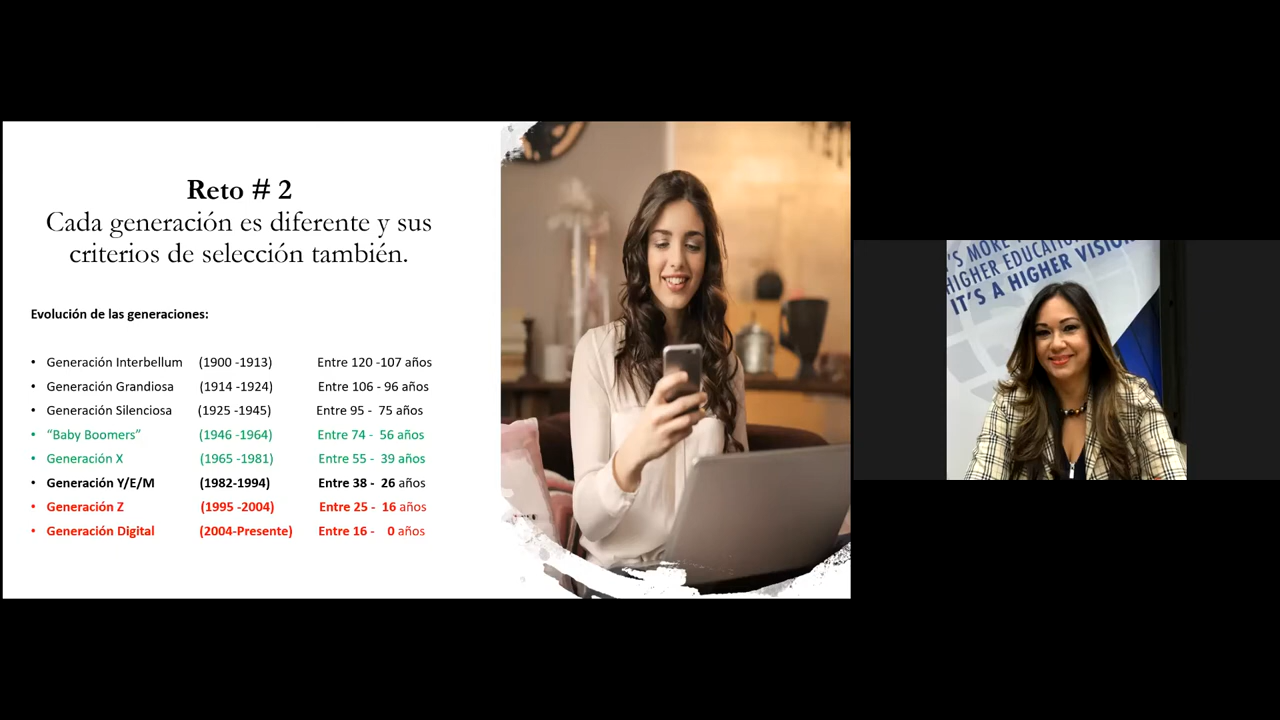 Reto # 2
Cada generación es diferente y sus
criterios de selección también.
Evolución de las generaciones:
• Generación Interbellum (1900 -1913) Entre 120 -107 años
• Generación Grandiosa (1914 -1924) Entre 106 - 96 años
• Generación Silenciosa (1925 -1945) Entre 95 - 75 años
• “Baby Boomers” (1946 -1964) Entre 74 - 56 años
• Generación X (1965 -1981) Entre 55 - 39 años
• Generación Y/E/M (1982-1994) Entre 38 - 26 años
• Generación Z (1995 -2004) Entre 25 - 16 años
• Generación Digital (2004-Presente) Entre 16 - 0 años
'S MORE
HIGHER EDUCATION
IT'S A HIGHER VISION